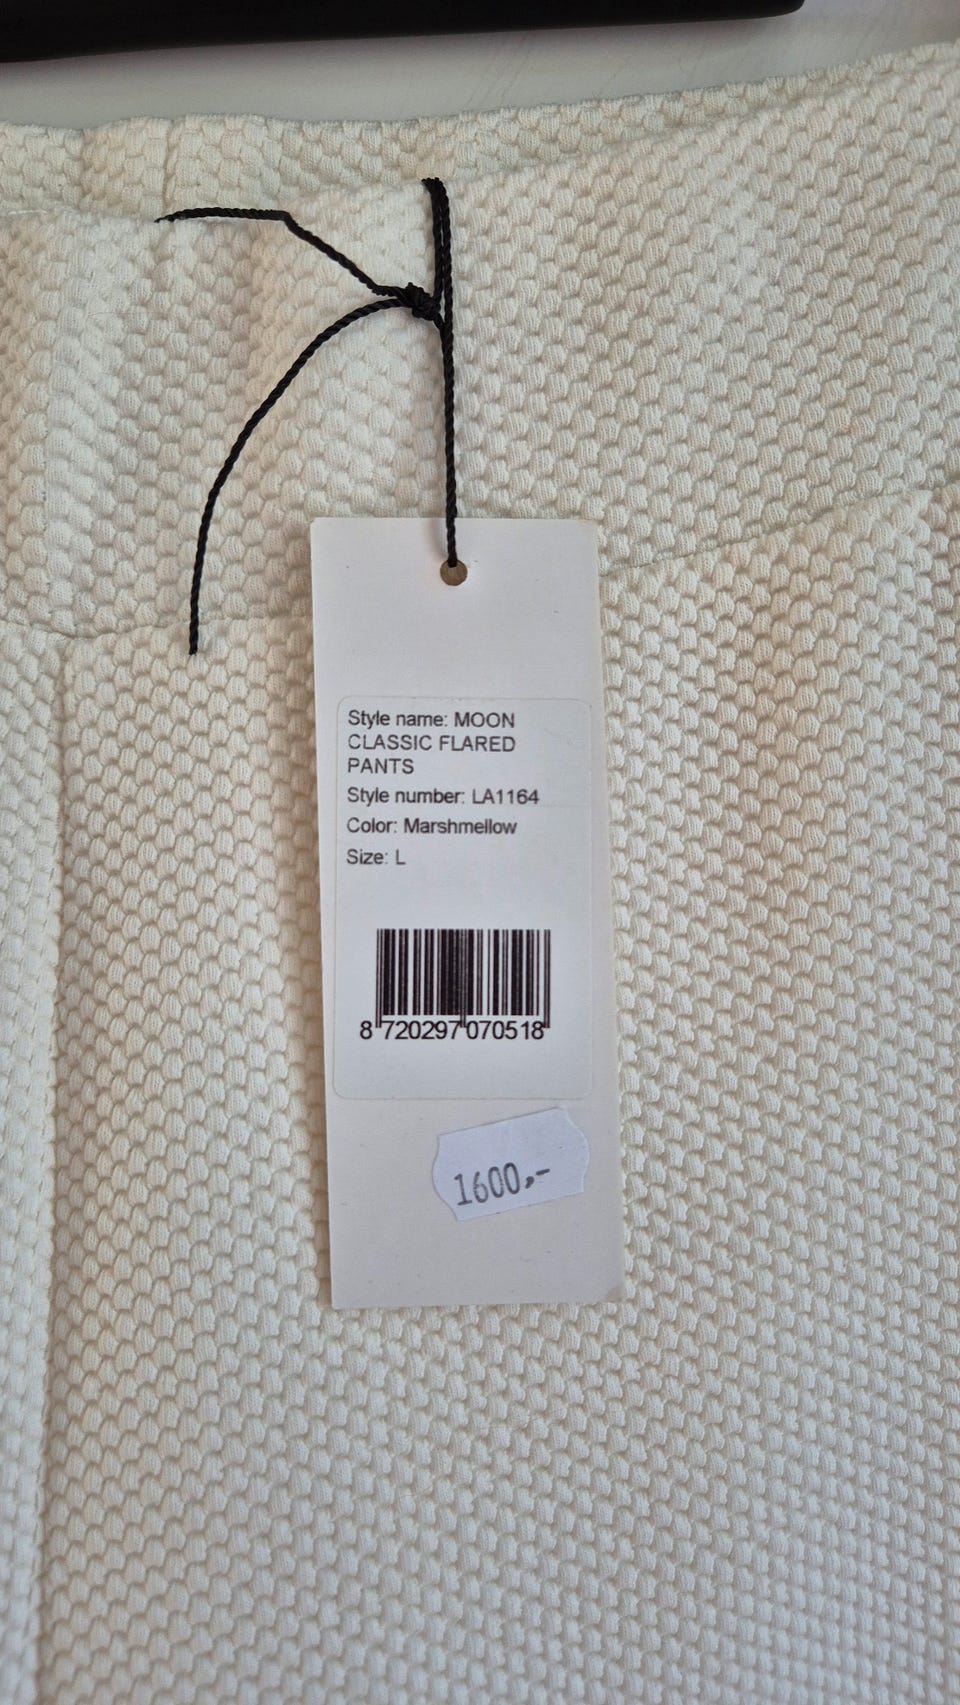 Style name: MOON
CLASSIC FLARED
PANTS
Style number: LA1164
Color: Marshmellow
Size: L
8 720297 070518
1600,-